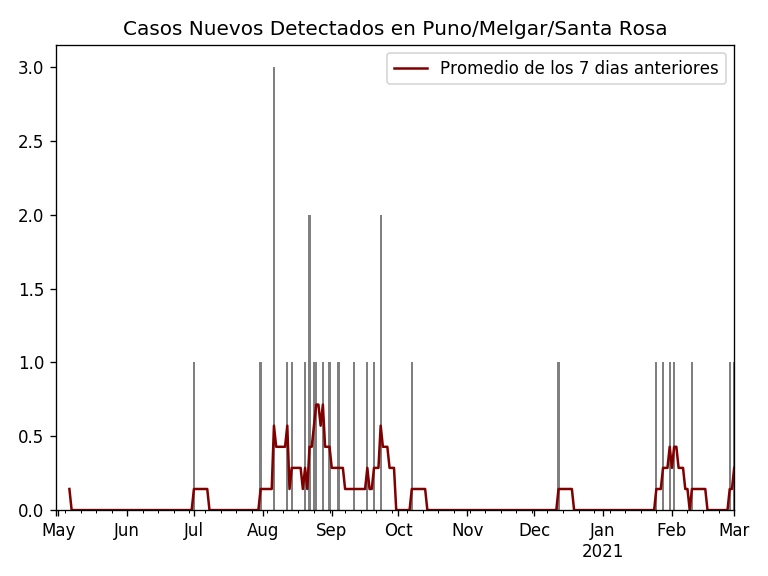 Casos Nuevos Detectados en Puno/Melgar/Santa Rosa
Promedio de los 7 dias anteriores
3.0
2.5
2.0
1.5
1.0
0.5
0.0
May Jun Jul Aug Sep Oct Nov Dec Jan Feb Mar
2021